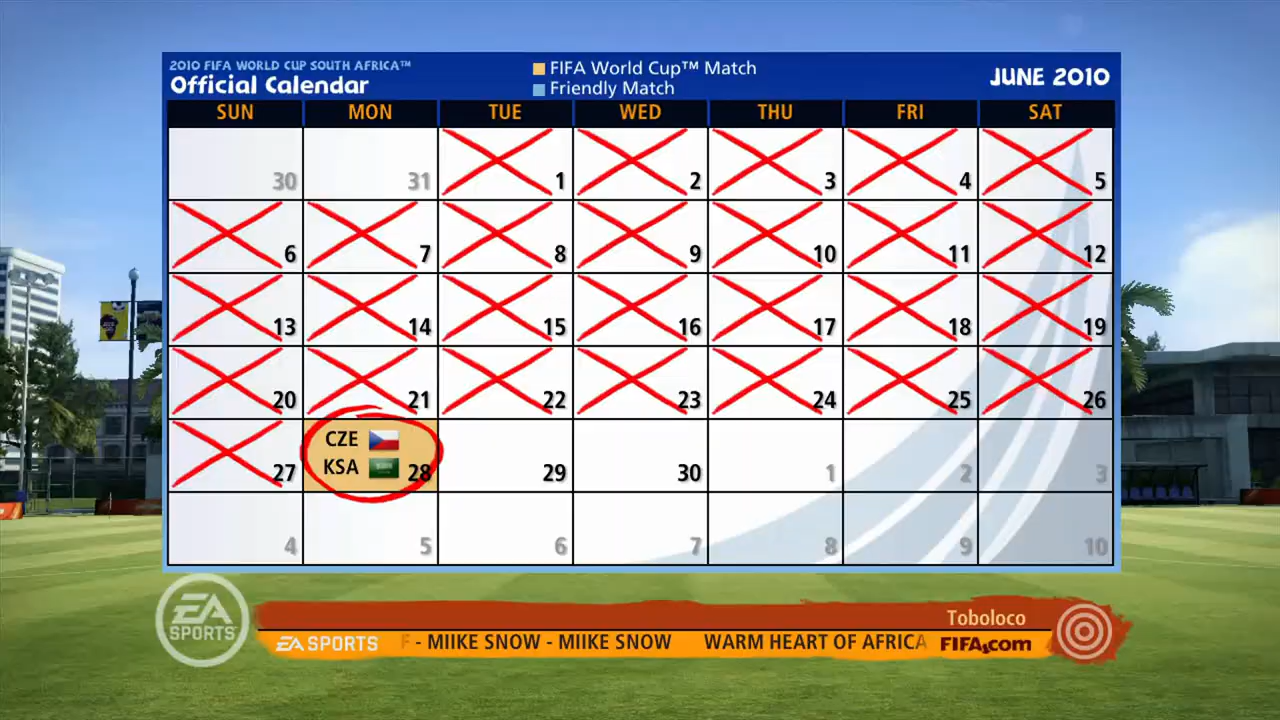 2010 FIFA WORLD CUP SOUTH AFRICA™
Official Calendar
FIFA World Cup™ Match
Friendly Match
JUNE 2010
SUN MON TUE WED THU FRI SAT
30 31 1 2 3 4 5
6 7 8 9 10 11 12
13 14 15 16 17 18 19
20 21 22 23 24 25 26
CZE
KSA
27 28 29 30 1 2 3
4 5 6 7 8 9 10
EA
SPORTS
Toboloco
EA SPORTS F - MIIKE SNOW - MIIKE SNOW WARM HEART OF AFRICA FIFA.com